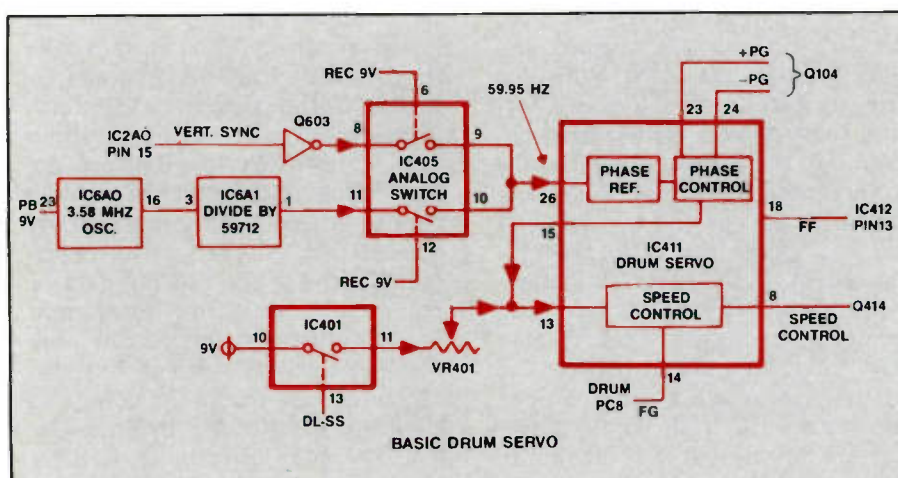 +PG
-PG
Q104
REC 9V
6
59.95 HZ
23
24
IC2AO
PIN 15
VERT. SYNC
Q603
8
9
IC405
ANALOG
SWITCH
PHASE
REF.
PHASE
CONTROL
PB
9V
23
IC6AO
3.58 MHZ
OSC.
16
3
IC6A1
DIVIDE BY
59712
1
11
10
26
15
18
FF
IC412
PIN13
12
REC 9V
IC411
DRUM SERVO
9V
10
IC401
11
VR401
13
SPEED
CONTROL
8
SPEED
CONTROL
Q414
13
DL-SS
14
DRUM
PC8
FG
BASIC DRUM SERVO